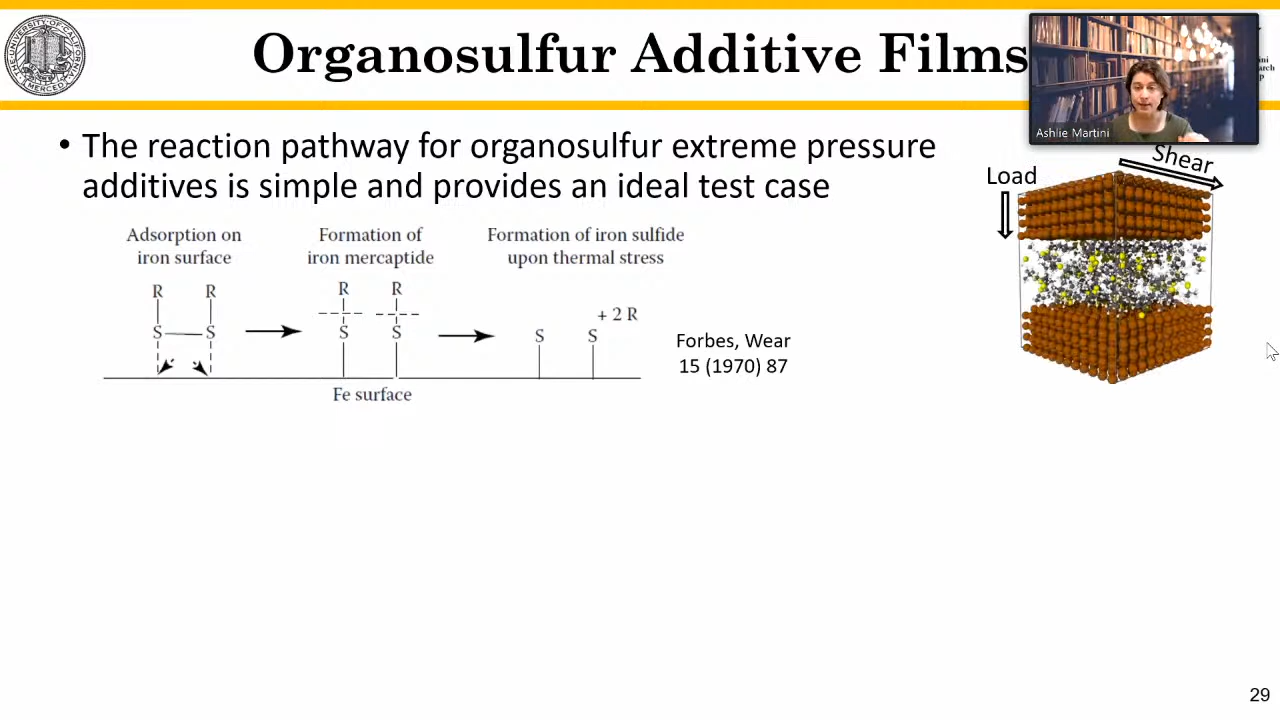 Organosulfur Additive Films
Ashlie Martini
• The reaction pathway for organosulfur extreme pressure
additives is simple and provides an ideal test case
Load
Shear
Adsorption on
iron surface
Formation of
iron mercaptide
Formation of iron sulfide
upon thermal stress
R R
S S
R R
S S
+ 2 R
S S
Fe surface
Forbes, Wear
15 (1970) 87
29